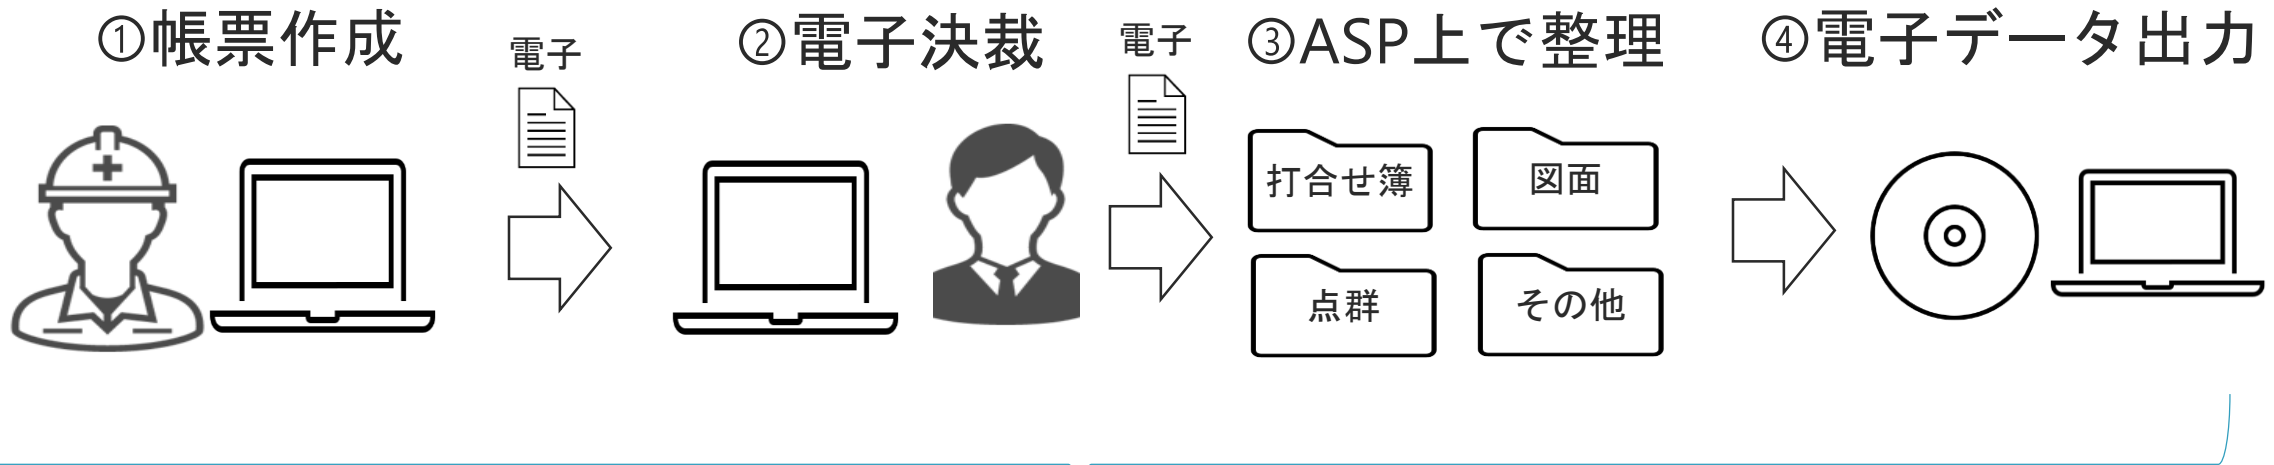 ①帳票作成
電子
②電子決裁
電子
③ASP上で整理
④電子データ出力
打合せ簿
図面
点群
その他